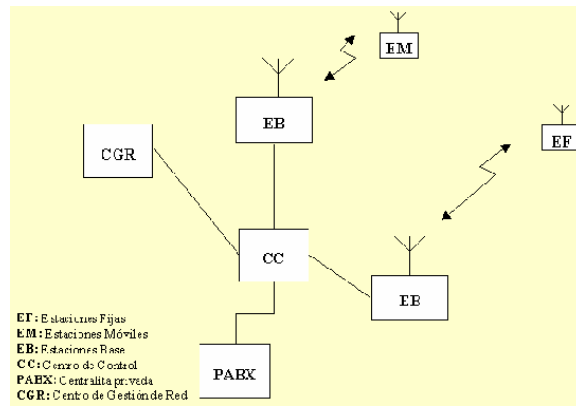 EM
EB
EF
CGR
CC
EB
EF: Estaciones Fijas
EM: Estaciones Móviles
EB: Estaciones Base
CC: Centro de Control
PABX: Centralita privada
CGR: Centro de Gestión de Red
PABX